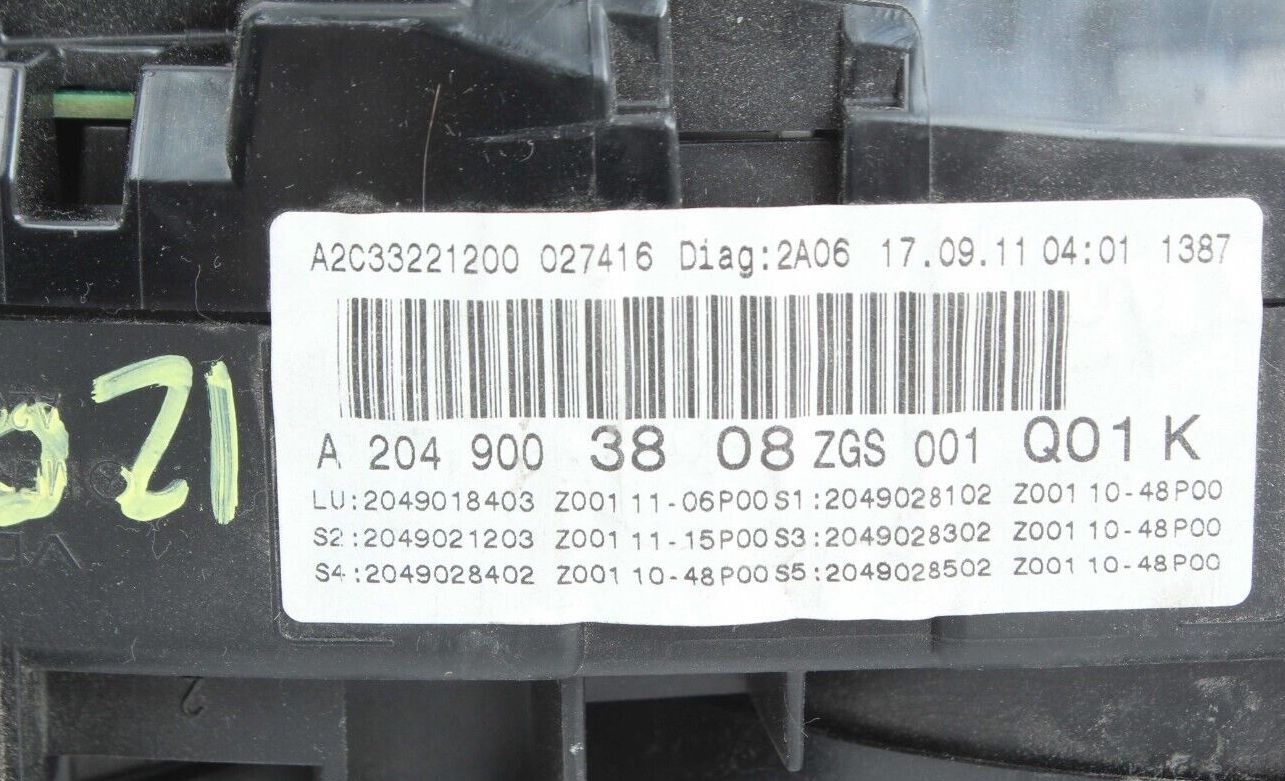 A2C33221200 027416 Diag:2A06 17.09.11 04:01 1387
A 204 900 38 08 ZGS 001 Q01 K
LU:2049018403 Z001 11-06P00 S1:2049028102 Z001 10-48P00
S2:2049021203 Z001 11-15P00 S3:2049028302 Z001 10-48P00
S4:2049028402 Z001 10-48P00 S5:2049028502 Z001 10-48P00